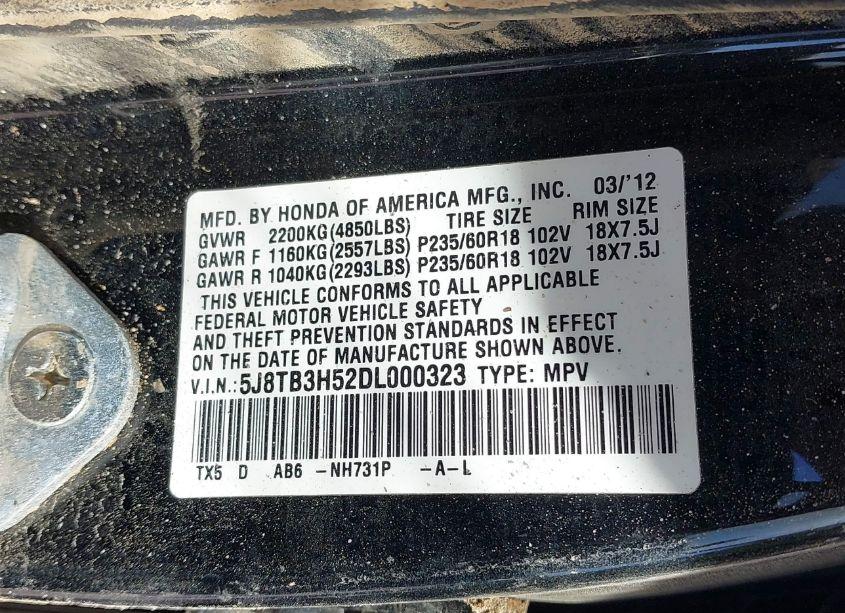 MFD. BY HONDA OF AMERICA MFG., INC. 03/'12
GVWR 2200KG(4850LBS) TIRE SIZE RIM SIZE
GAWR F 1160KG(2557LBS) P235/60R18 102V 18X7.5J
GAWR R 1040KG(2293LBS) P235/60R18 102V 18X7.5J
THIS VEHICLE CONFORMS TO ALL APPLICABLE
FEDERAL MOTOR VEHICLE SAFETY
AND THEFT PREVENTION STANDARDS IN EFFECT
ON THE DATE OF MANUFACTURE SHOWN ABOVE.
V.I.N.: 5J8TB3H52DL000323 TYPE: MPV
TX5 D AB6 -NH731P -A-L